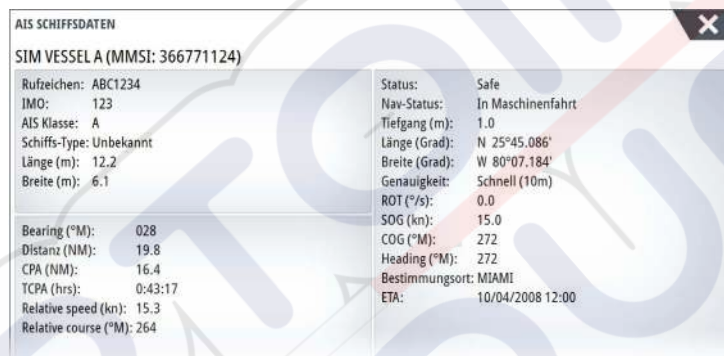 AIS SCHIFFSDATEN
SIM VESSEL A (MMSI: 366771124)
Rufzeichen: ABC1234
IMO: 123
AIS Klasse: A
Schiffs-Type: Unbekannt
Länge (m): 12.2
Breite (m): 6.1
Bearing (°M): 028
Distanz (NM): 19.8
CPA (NM): 16.4
TCPA (hrs): 0:43:17
Relative speed (kn): 15.3
Relative course (°M): 264
Status: Safe
Nav-Status: In Maschinenfahrt
Tiefgang (m): 1.0
Länge (Grad): N 25°45.086'
Breite (Grad): W 80°07.184'
Genauigkeit: Schnell (10m)
ROT (°/s): 0.0
SOG (kn): 15.0
COG (°M): 272
Heading (°M): 272
Bestimmungsort: MIAMI
ETA: 10/04/2008 12:00